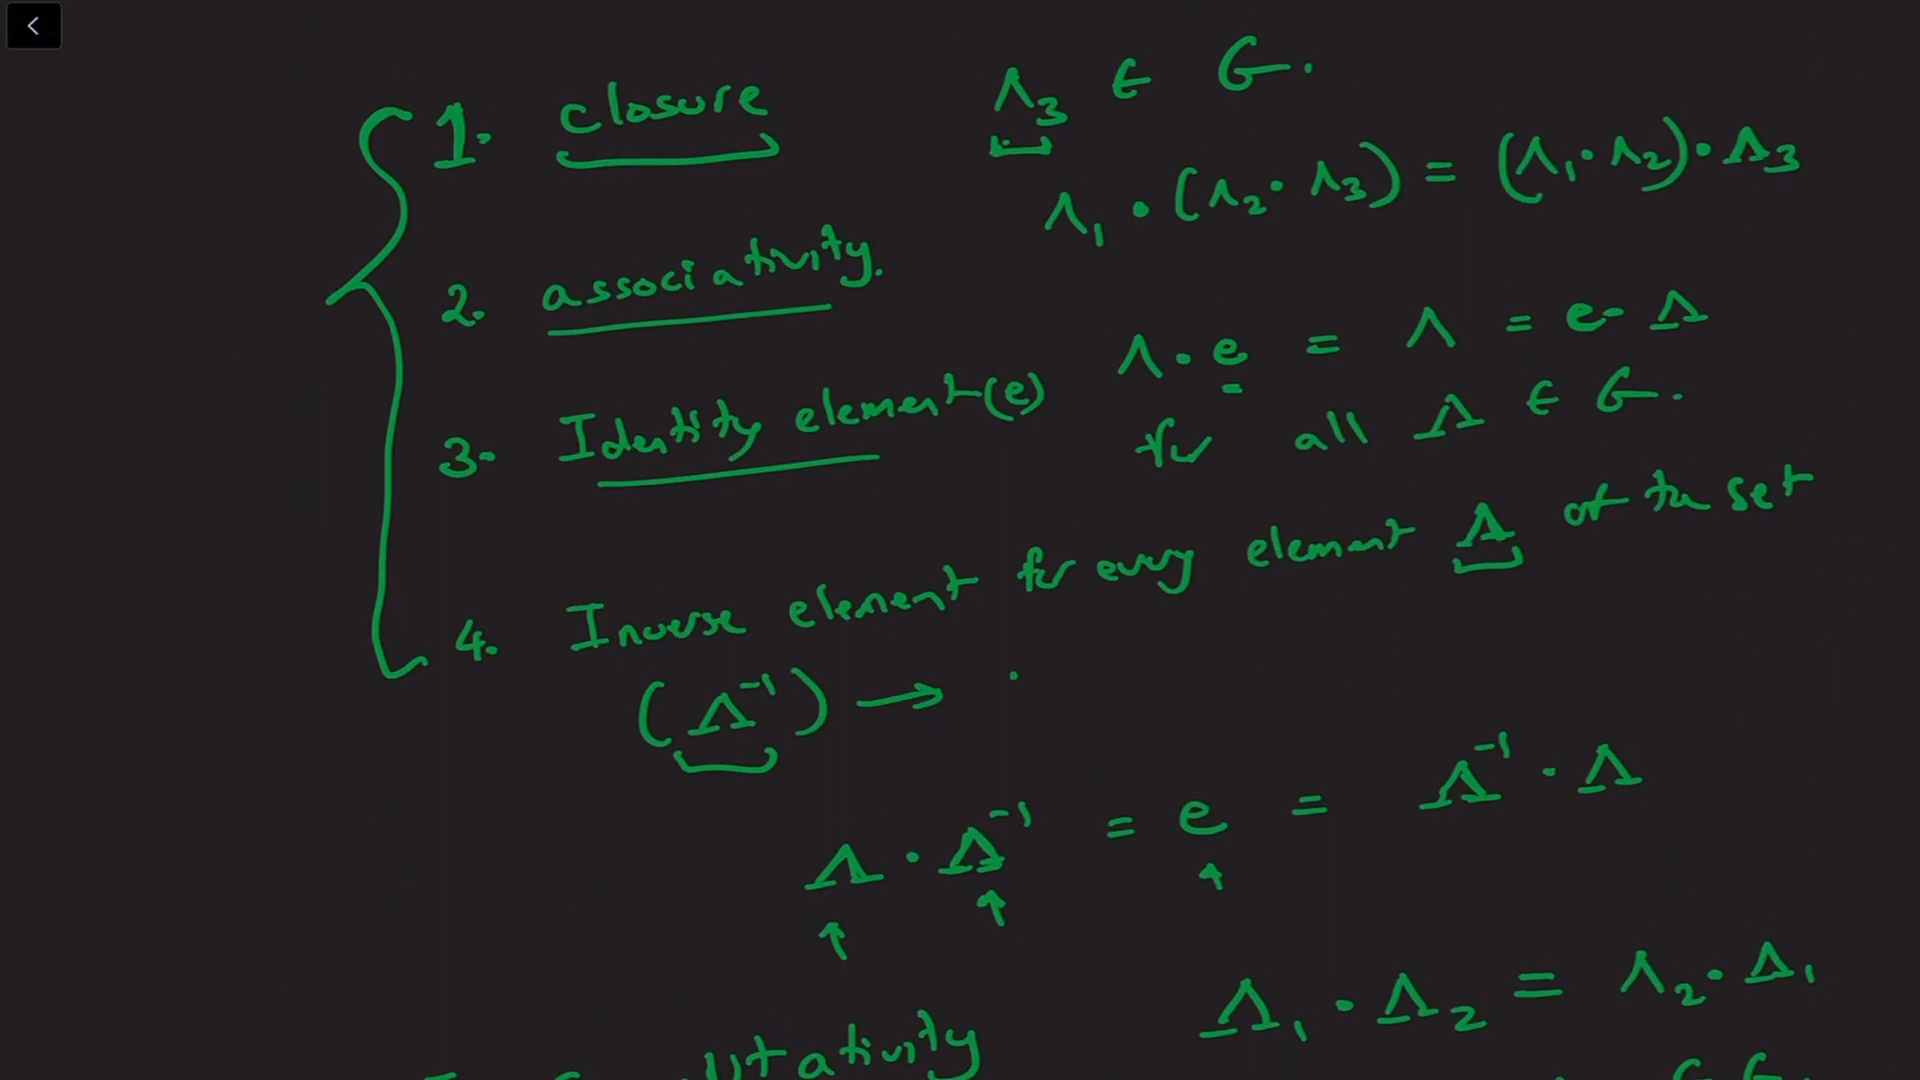 1. closure Λ₃ ∈ G.
Λ₁ · (Λ₂ · Λ₃) = (Λ₁ · Λ₂) · Λ₃
2. associativity.
3. Identity element (e) Λ · e = Λ = e · Λ
for all Λ ∈ G.
4. Inverse element for every element Λ of the set
(Λ⁻¹) →
Λ · Λ⁻¹ = e = Λ⁻¹ · Λ
Λ₁ · Λ₂ = Λ₂ · Λ₁